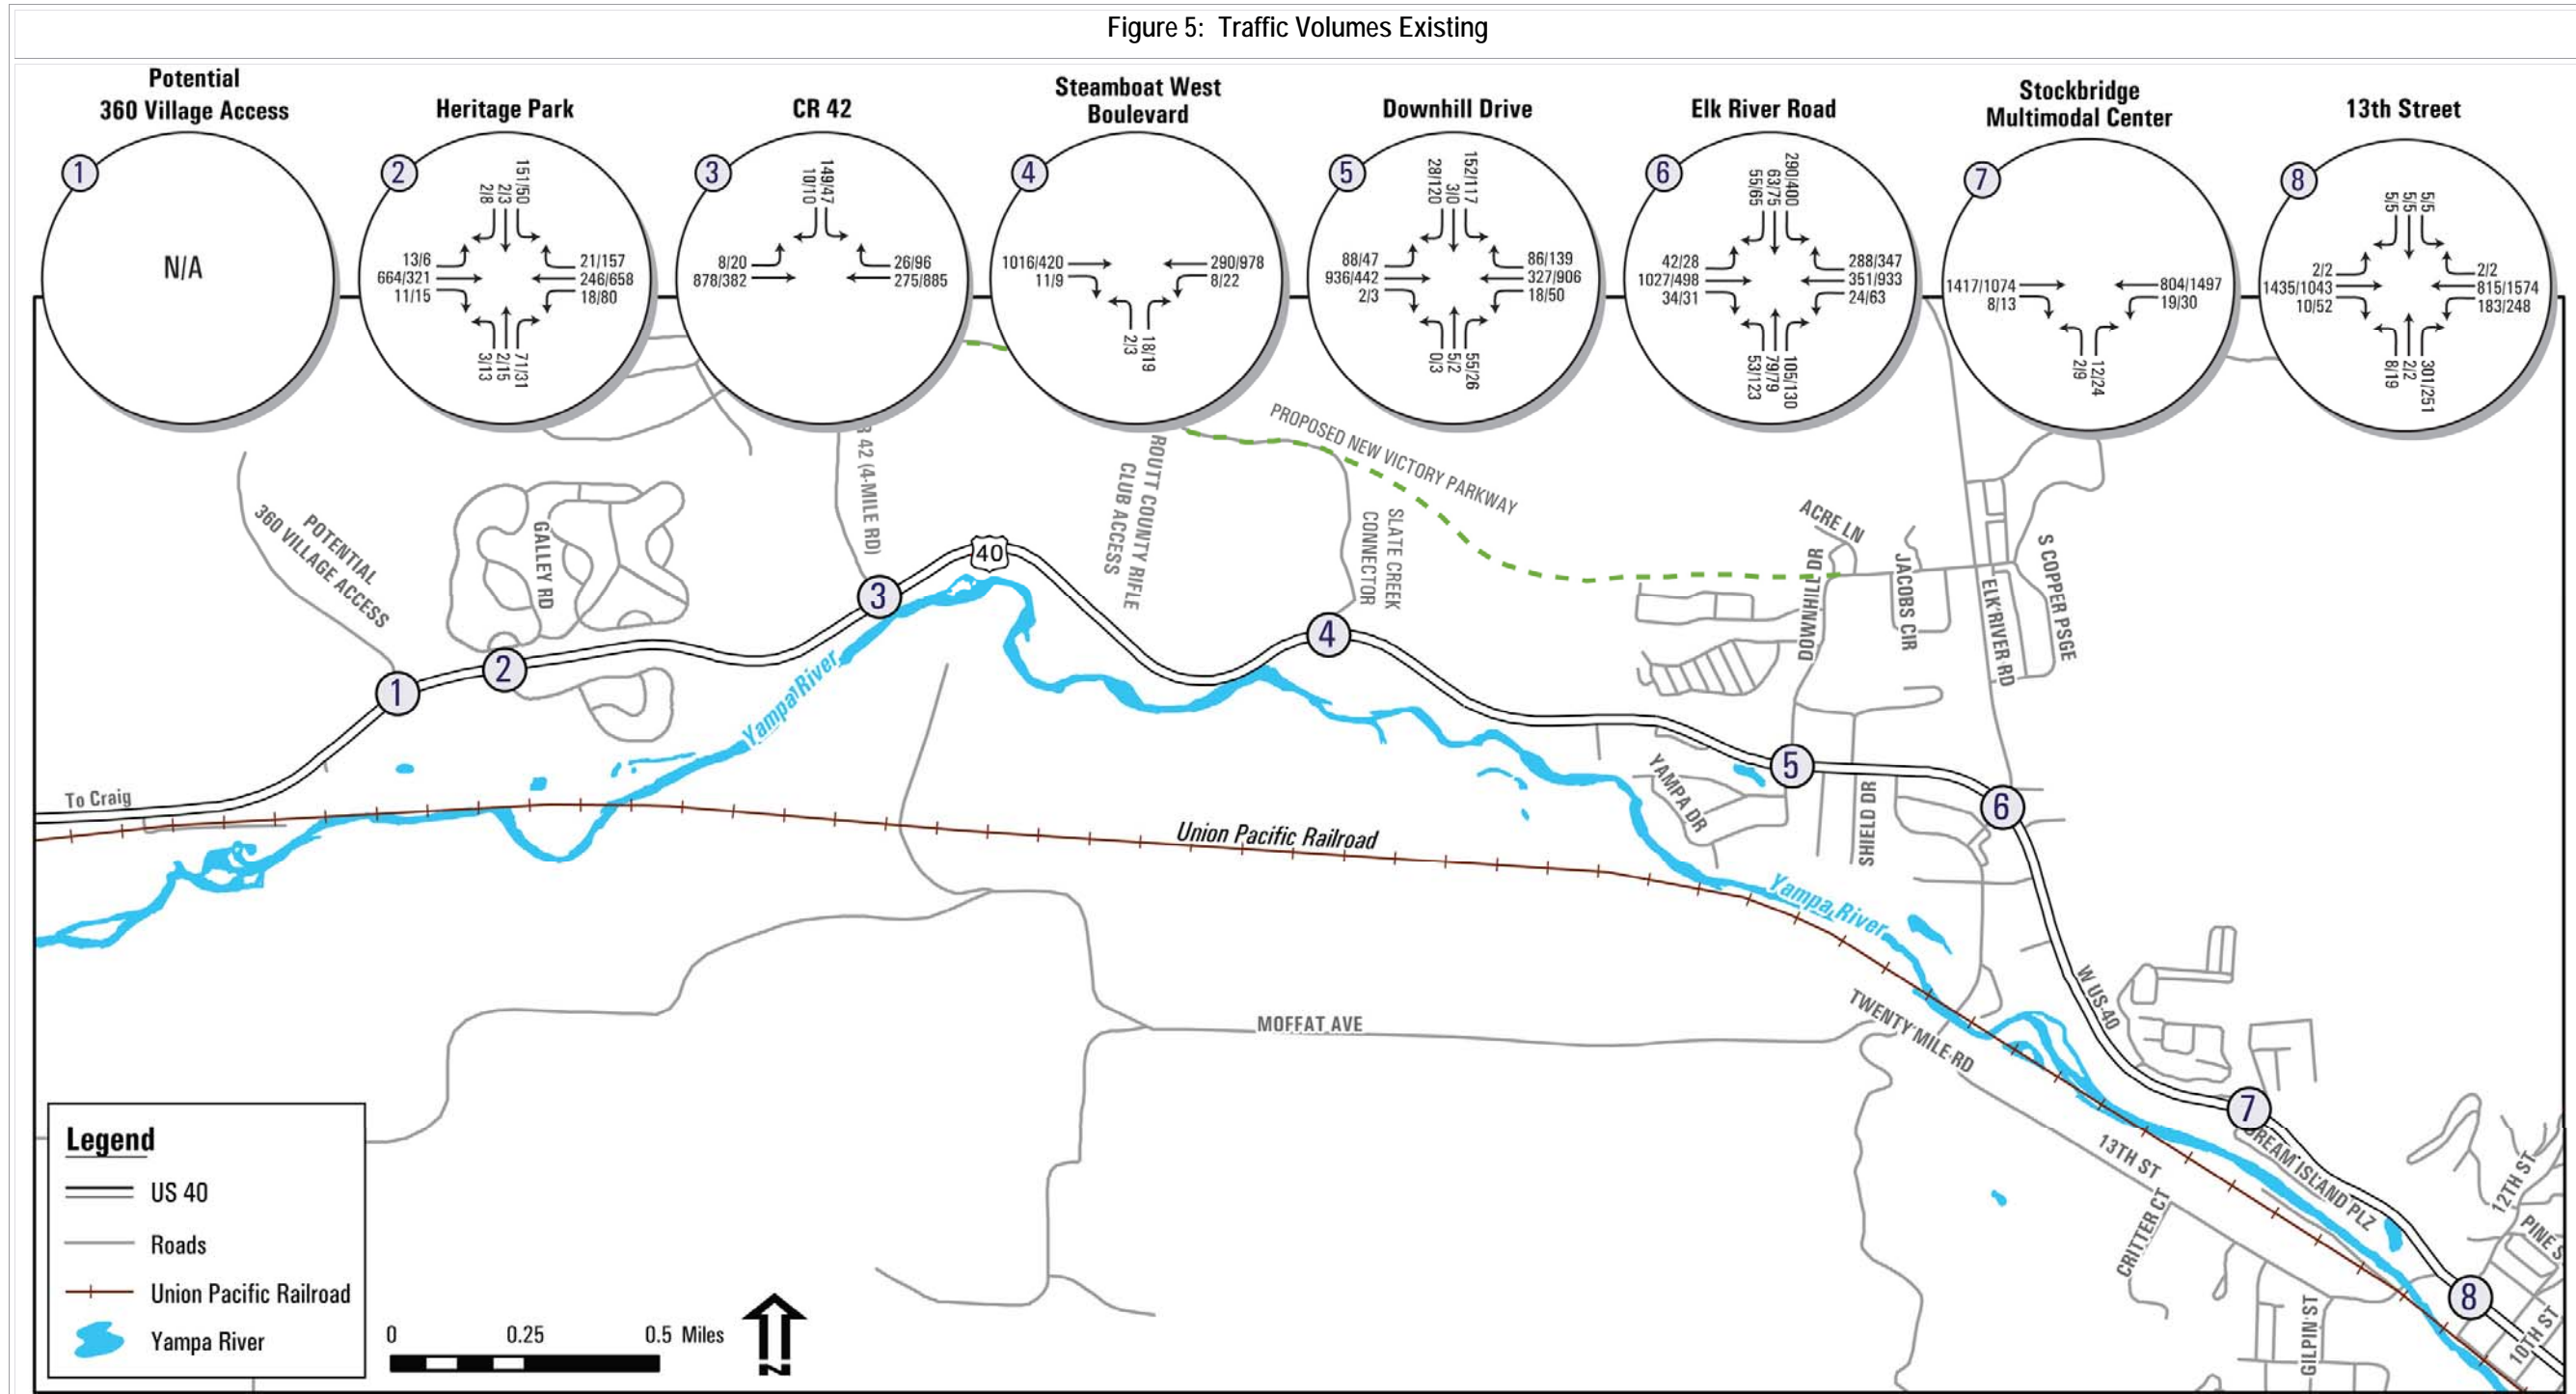 Figure 5: Traffic Volumes Existing
Potential
360 Village Access
1
N/A
Heritage Park
2
2/8
2/3
151/50
13/6
664/321
11/15
21/157
246/658
18/80
3/13
2/15
71/31
CR 42
3
10/10
149/47
8/20
878/382
26/96
275/885
Steamboat West
Boulevard
4
1016/420
11/9
290/978
8/22
2/3
18/19
Downhill Drive
5
28/120
3/0
152/117
88/47
936/442
2/3
86/139
327/906
18/50
0/3
5/2
55/26
Elk River Road
6
55/65
63/75
290/400
42/28
1027/498
34/31
288/347
351/933
24/63
53/123
79/79
105/130
Stockbridge
Multimodal Center
7
1417/1074
8/13
804/1497
19/30
2/9
12/24
13th Street
8
5/5
5/5
5/5
2/2
1435/1043
10/52
2/2
815/1574
183/248
8/19
2/2
301/251
POTENTIAL
360 VILLAGE ACCESS
GALLEY RD
42 (4-MILE RD)
ROUTT COUNTY RIFLE
CLUB ACCESS
PROPOSED NEW VICTORY PARKWAY
SLATE CREEK
CONNECTOR
ACRE LN
DOWNHILL DR
JACOBS CIR
ELK RIVER RD
S COPPER PSGE
40
1
2
3
4
5
6
7
8
Yampa River
To Craig
Union Pacific Railroad
YAMPA DR
SHIELD DR
Yampa River
W US-40
MOFFAT AVE
TWENTY MILE RD
13TH ST
CRITTER CT
DREAM ISLAND PLZ
12TH ST
PINE S
10TH ST
GILPIN ST
Legend
US 40
Roads
Union Pacific Railroad
Yampa River
0 0.25 0.5 Miles
N